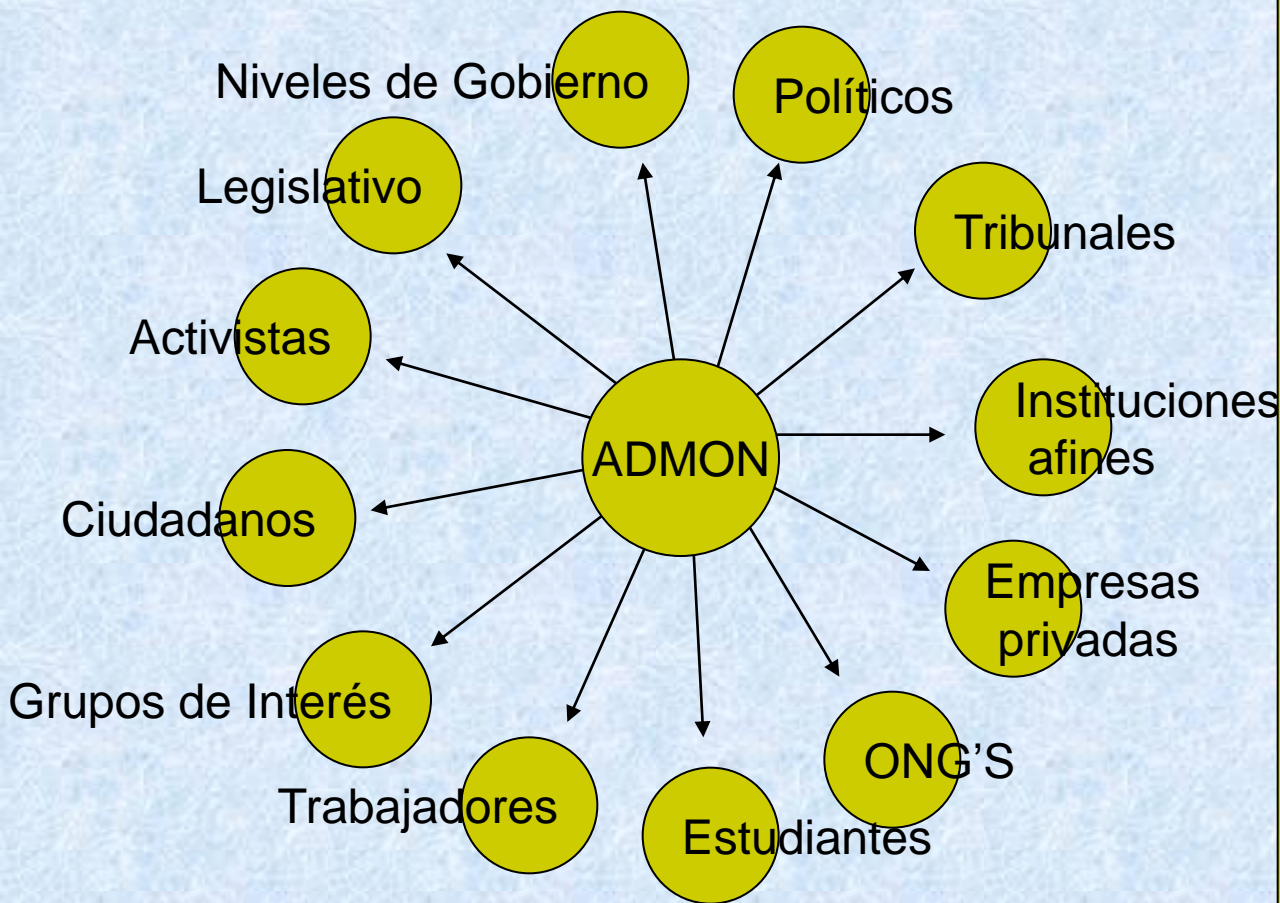 Niveles de Gobierno
Políticos
Legislativo
Tribunales
Activistas
Instituciones
afines
ADMON
Ciudadanos
Empresas
privadas
Grupos de Interés
ONG’S
Trabajadores
Estudiantes